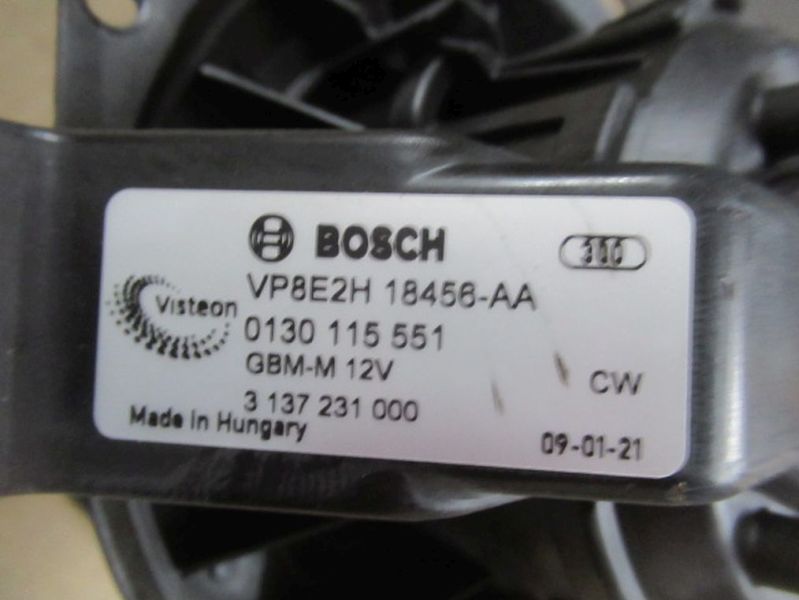 BOSCH
VP8E2H 18456-AA
Visteon
0130 115 551
GBM-M 12V
CW
3 137 231 000
Made in Hungary
09-01-21